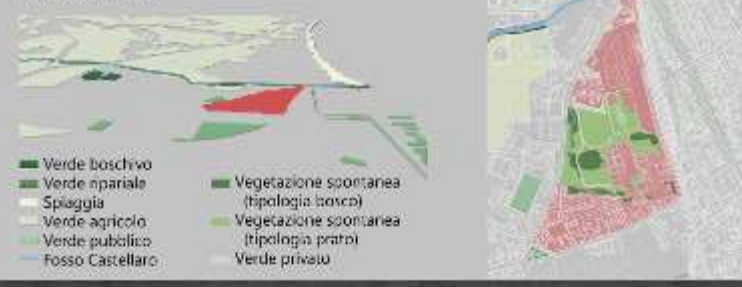 Verde boschivo
Verde ripariale
Spiaggia
Verde agricolo
Verde pubblico
Fosso Castellaro
Vegetazione spontanea
(tipologia bosco)
Vegetazione spontanea
(tipologia prato)
Verde privato